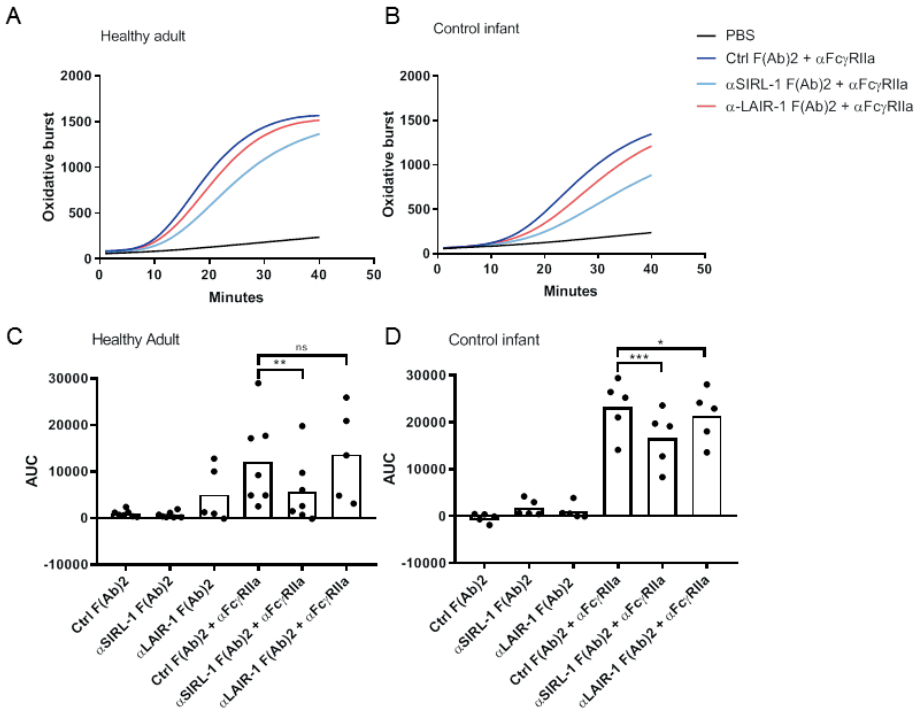 A
Healthy adult
2000
1500
1000
500
0
0 10 20 30 40 50
Oxidative burst
Minutes
B
Control infant
2000
1500
1000
500
0
0 10 20 30 40 50
Oxidative burst
Minutes
PBS
Ctrl F(Ab)2 + αFcγRIIa
αSIRL-1 F(Ab)2 + αFcγRIIa
α-LAIR-1 F(Ab)2 + αFcγRIIa
C
Healthy Adult
ns
**
30000
20000
10000
0
-10000
AUC
Ctrl F(Ab)2
αSIRL-1 F(Ab)2
αLAIR-1 F(Ab)2
Ctrl F(Ab)2 + αFcγRIIa
αSIRL-1 F(Ab)2 + αFcγRIIa
αLAIR-1 F(Ab)2 + αFcγRIIa
D
Control infant
*
***
30000
20000
10000
0
-10000
AUC
Ctrl F(Ab)2
αSIRL-1 F(Ab)2
αLAIR-1 F(Ab)2
Ctrl F(Ab)2 + αFcγRIIa
αSIRL-1 F(Ab)2 + αFcγRIIa
αLAIR-1 F(Ab)2 + αFcγRIIa